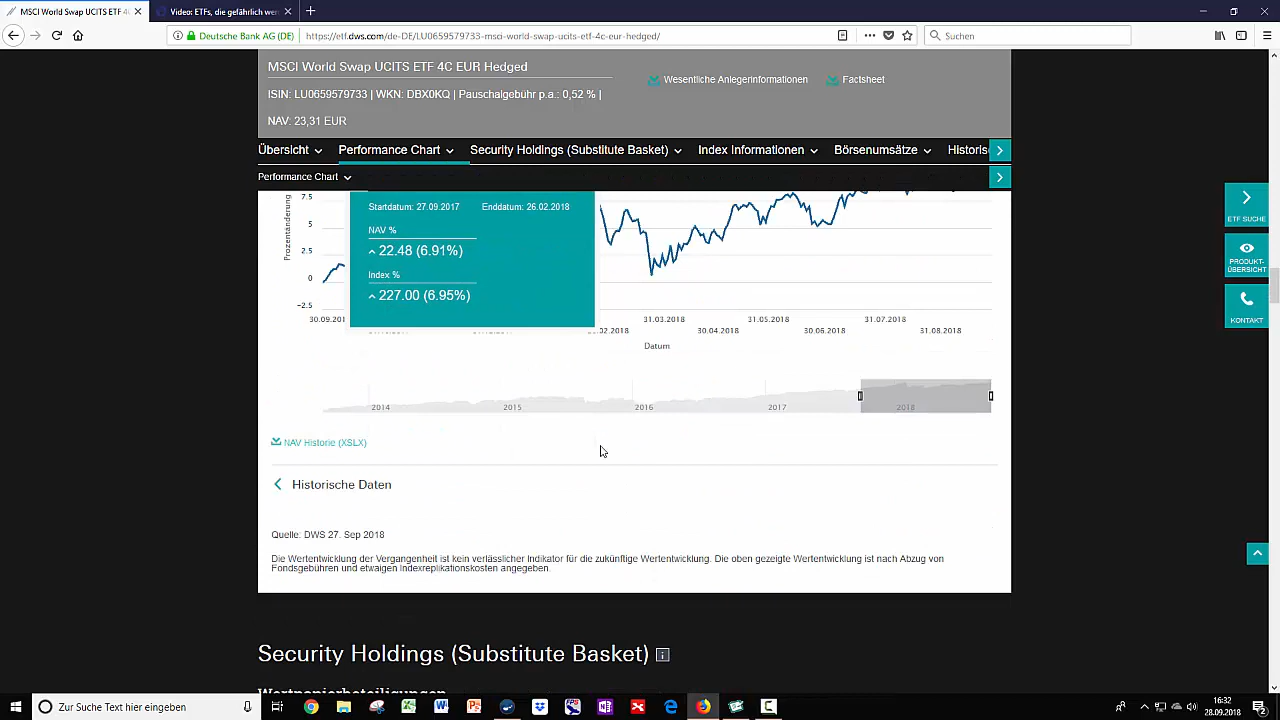 MSCI World Swap UCITS ETF 4C
Video: ETFs, die gefährlich wer
Deutsche Bank AG (DE)
https://etf.dws.com/de-DE/LU0659579733-msci-world-swap-ucits-etf-4c-eur-hedged/
Suchen
MSCI World Swap UCITS ETF 4C EUR Hedged
Wesentliche Anlegerinformationen
Factsheet
ISIN: LU0659579733 | WKN: DBX0KQ | Pauschalgebühr p.a.: 0,52 % |
NAV: 23,31 EUR
Übersicht Performance Chart Security Holdings (Substitute Basket) Index Informationen Börsenumsätze Historis
Performance Chart
Prozentänderung
7.5
5
2.5
0
−2.5
Startdatum: 27.09.2017 Enddatum: 26.02.2018
NAV %
22.48 (6.91%)
Index %
227.00 (6.95%)
30.09.201 31.03.2018 31.05.2018 31.07.2018
02.2018 30.04.2018 30.06.2018 31.08.2018
Datum
2014 2015 2016 2017 2018
NAV Historie (XSLX)
Historische Daten
Quelle: DWS 27. Sep 2018
Die Wertentwicklung der Vergangenheit ist kein verlässlicher Indikator für die zukünftige Wertentwicklung. Die oben gezeigte Wertentwicklung ist nach Abzug von
Fondsgebühren und etwaigen Indexreplikationskosten angegeben.
Security Holdings (Substitute Basket)
Wertpapierbeteiligungen
ETF SUCHE
PRODUKT-
ÜBERSICHT
KONTAKT
Zur Suche Text hier eingeben
16:32
28.09.2018